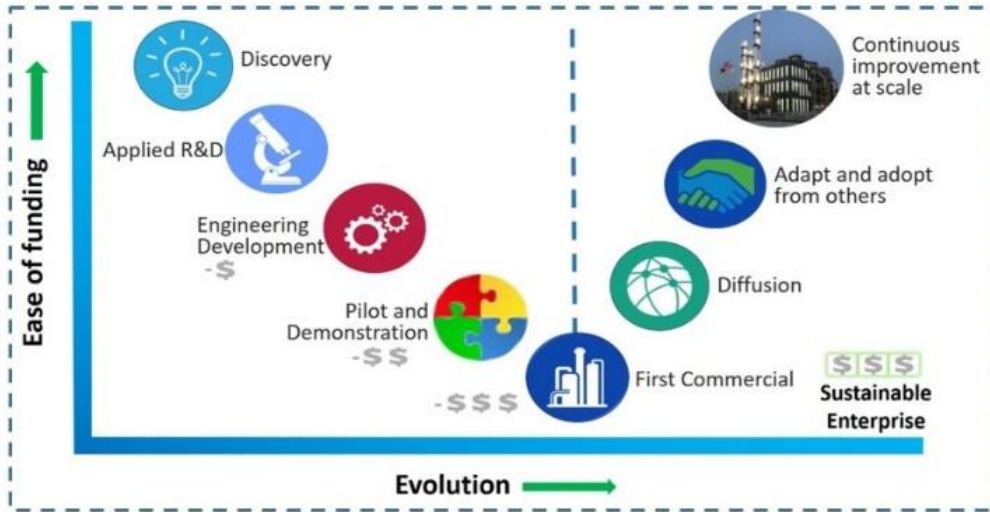 Discovery
Continuous
improvement
at scale
Applied R&D
Adapt and adopt
from others
Engineering
Development
-$
Diffusion
Pilot and
Demonstration
-$$
First Commercial
-$$$
$$$
Sustainable
Enterprise
Ease of funding
Evolution